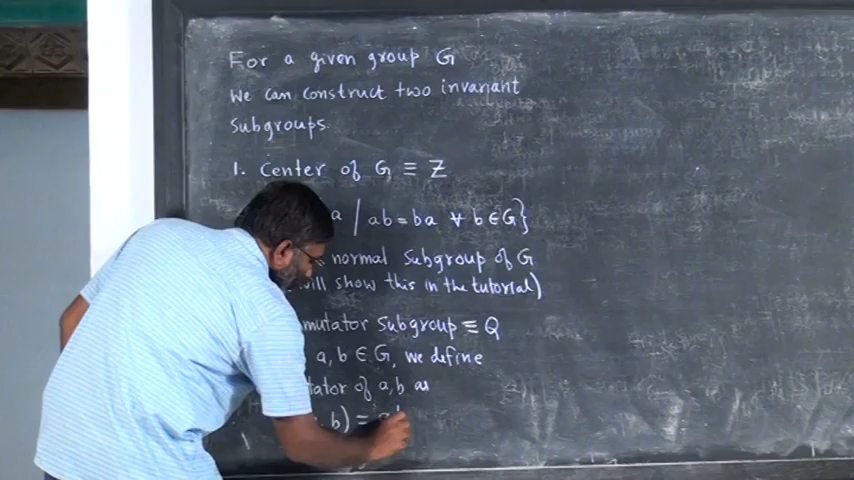 For a given group G
We can construct two invariant
Subgroups
1. Center of G ≡ Z
a / ab = ba ∀ b ∈ G}
normal Subgroup of G
will show this in the tutorial)
mutator Subgroup ≡ Q
a, b ∈ G, we define
tator of a, b as
, b) =